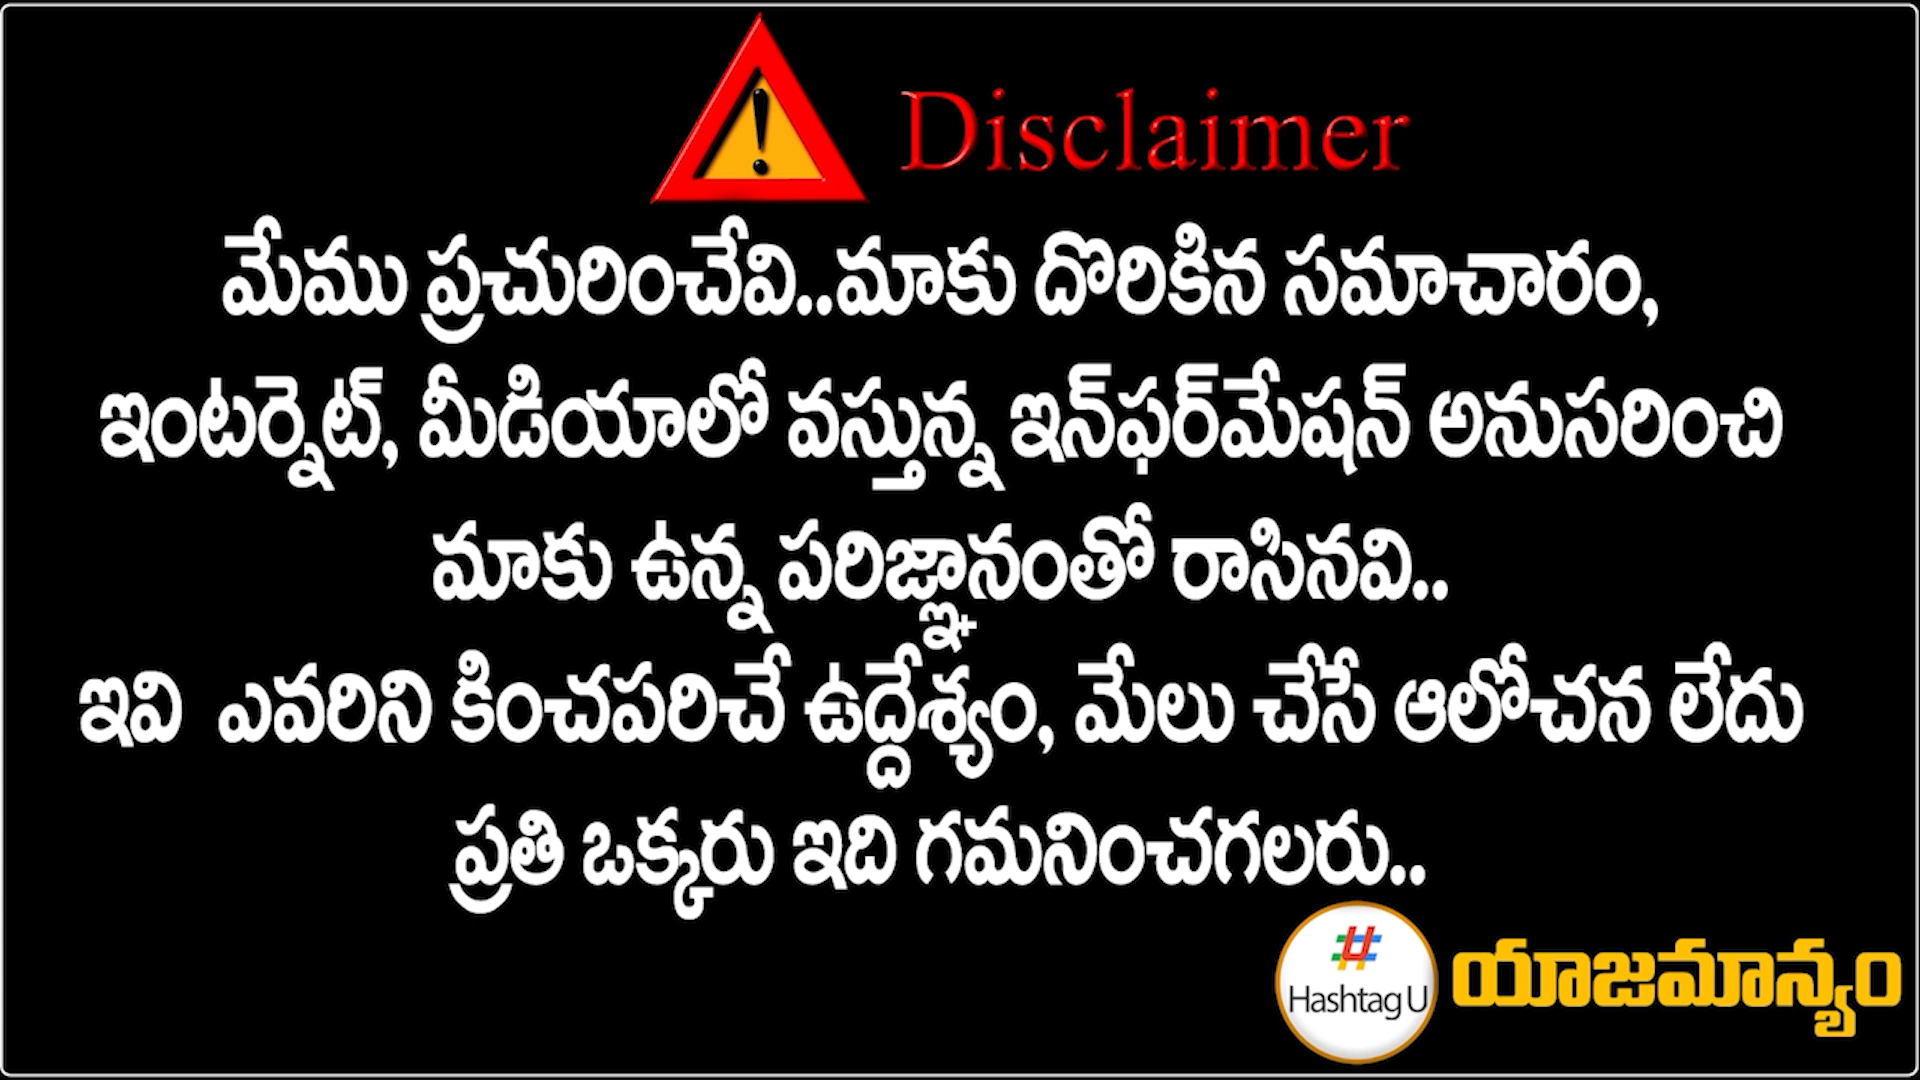 Disclaimer
మేము ప్రచురించేవి..మాకు దొరికిన సమాచారం,
ఇంటర్నెట్, మీడియాలో వస్తున్న ఇన్‌ఫర్‌మేషన్ అనుసరించి
మాకు ఉన్న పరిజ్ఞానంతో రాసినవి..
ఇవి ఎవరిని కించపరిచే ఉద్దేశ్యం, మేలు చేసే ఆలోచన లేదు
ప్రతి ఒక్కరు ఇది గమనించగలరు..
# Hashtag U
యాజమాన్యం